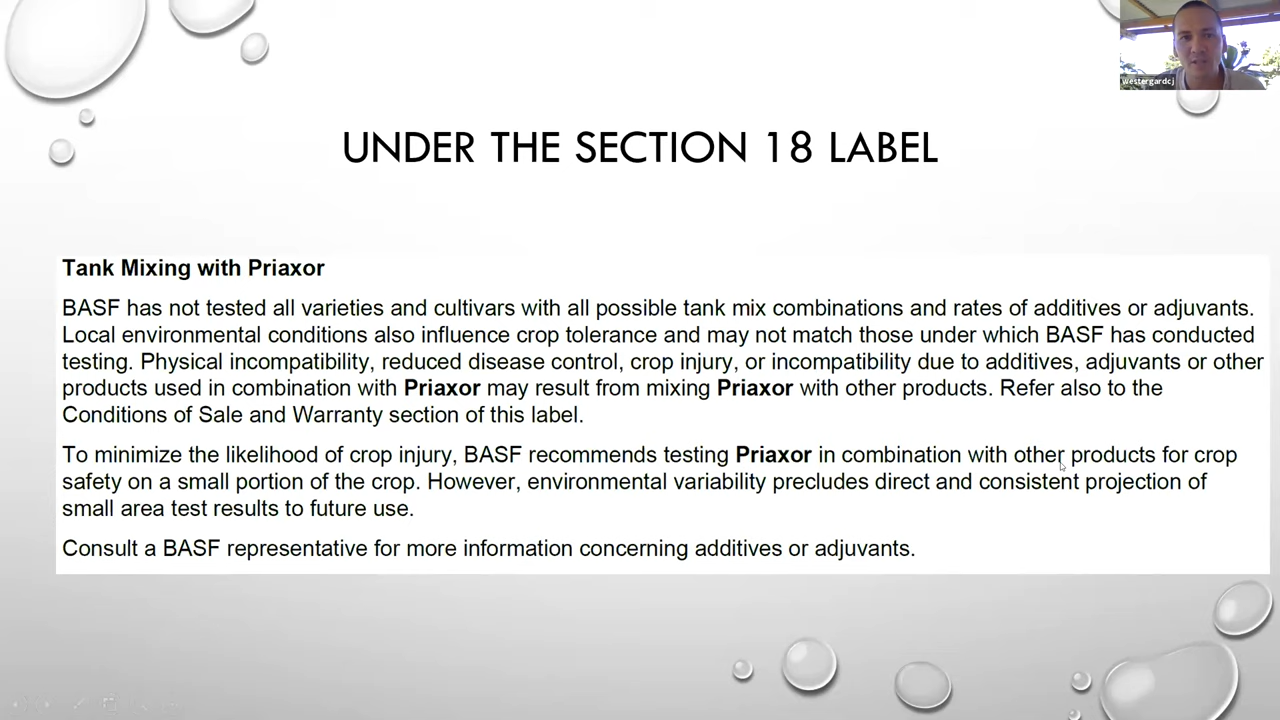 westergardcj
UNDER THE SECTION 18 LABEL
Tank Mixing with Priaxor
BASF has not tested all varieties and cultivars with all possible tank mix combinations and rates of additives or adjuvants.
Local environmental conditions also influence crop tolerance and may not match those under which BASF has conducted
testing. Physical incompatibility, reduced disease control, crop injury, or incompatibility due to additives, adjuvants or other
products used in combination with Priaxor may result from mixing Priaxor with other products. Refer also to the
Conditions of Sale and Warranty section of this label.
To minimize the likelihood of crop injury, BASF recommends testing Priaxor in combination with other products for crop
safety on a small portion of the crop. However, environmental variability precludes direct and consistent projection of
small area test results to future use.
Consult a BASF representative for more information concerning additives or adjuvants.